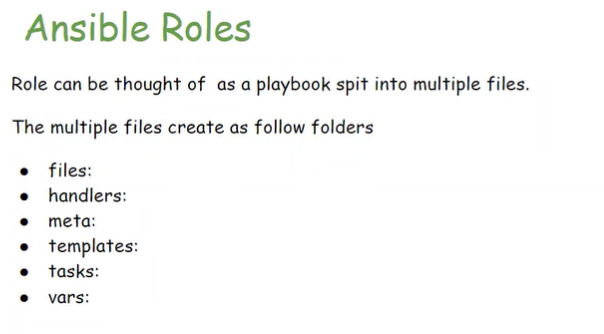 Ansible Roles
Role can be thought of as a playbook spit into multiple files.
The multiple files create as follow folders
● files:
● handlers:
● meta:
● templates:
● tasks:
● vars: